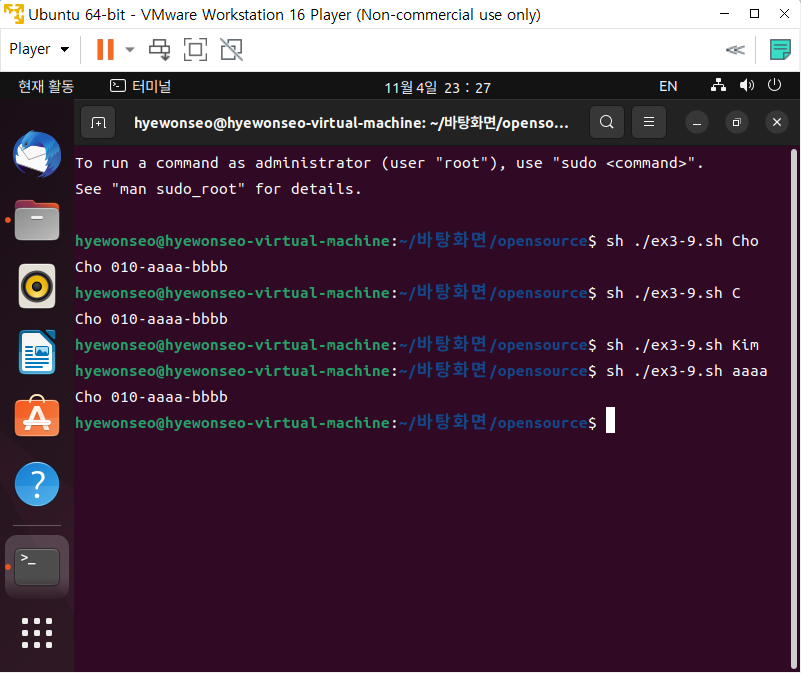 Ubuntu 64-bit - VMware Workstation 16 Player (Non-commercial use only)
Player
현재 활동 터미널 11월 4일 23 : 27 EN
hyewonseo@hyewonseo-virtual-machine: ~/바탕화면/openso...
To run a command as administrator (user "root"), use "sudo <command>".
See "man sudo_root" for details.
hyewonseo@hyewonseo-virtual-machine:~/바탕화면/opensource$ sh ./ex3-9.sh Cho
Cho 010-aaaa-bbbb
hyewonseo@hyewonseo-virtual-machine:~/바탕화면/opensource$ sh ./ex3-9.sh C
Cho 010-aaaa-bbbb
hyewonseo@hyewonseo-virtual-machine:~/바탕화면/opensource$ sh ./ex3-9.sh Kim
hyewonseo@hyewonseo-virtual-machine:~/바탕화면/opensource$ sh ./ex3-9.sh aaaa
Cho 010-aaaa-bbbb
hyewonseo@hyewonseo-virtual-machine:~/바탕화면/opensource$